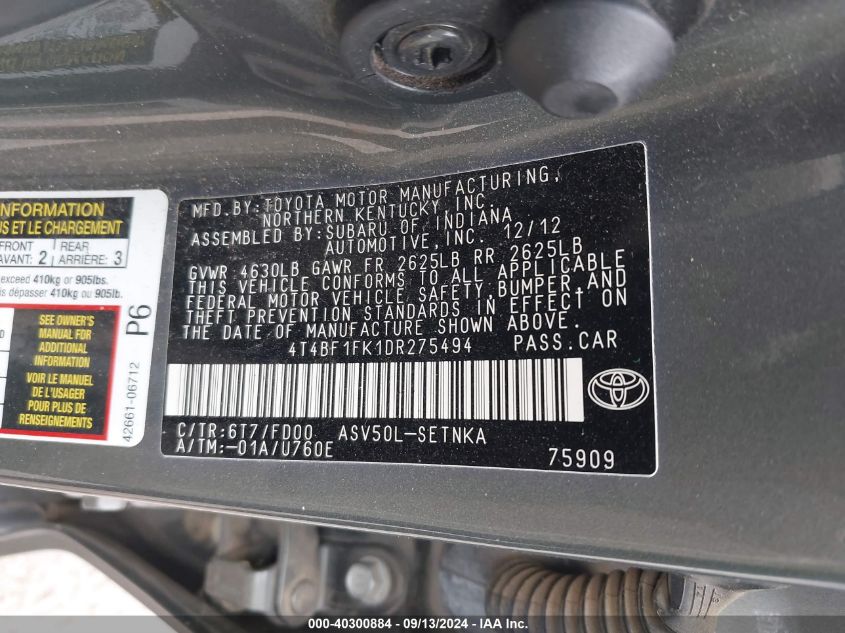 INFORMATION
US ET LE CHARGEMENT
FRONT
AVANT: 2
REAR
ARRIÈRE: 3
exceed 410kg or 905lbs.
is dépasser 410kg ou 905lb.
SEE OWNER'S
MANUAL FOR
ADDITIONAL
INFORMATION
VOIR LE MANUEL
DE L'USAGER
POUR PLUS DE
RENSEIGNEMENTS
P6
42661-06712
MFD.BY:TOYOTA MOTOR MANUFACTURING,
NORTHERN KENTUCKY, INC.
ASSEMBLED BY:SUBARU OF INDIANA
AUTOMOTIVE,INC. 12/12
GVWR 4630LB GAWR FR 2625LB RR 2625LB
THIS VEHICLE CONFORMS TO ALL APPLICABLE
FEDERAL MOTOR VEHICLE SAFETY,BUMPER,AND
THEFT PREVENTION STANDARDS IN EFFECT ON
THE DATE OF MANUFACTURE SHOWN ABOVE.
4T4BF1FK1DR275494 PASS.CAR
C/TR:6T7/FD00 ASV50L-SETNKA
A/TM:-01A/U760E
75909
000-40300884 - 09/13/2024 - IAA Inc.